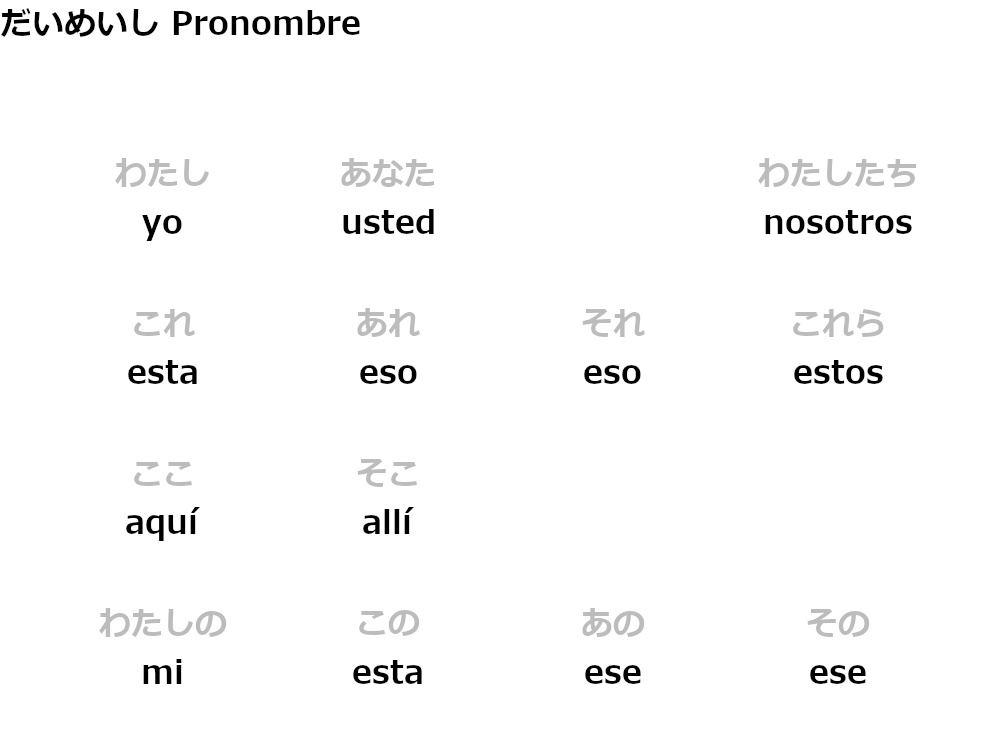 だいめいし Pronombre
わたし あなた わたしたち
yo usted nosotros
これ あれ それ これら
esta eso eso estos
ここ そこ
aquí allí
わたしの この あの その
mi esta ese ese